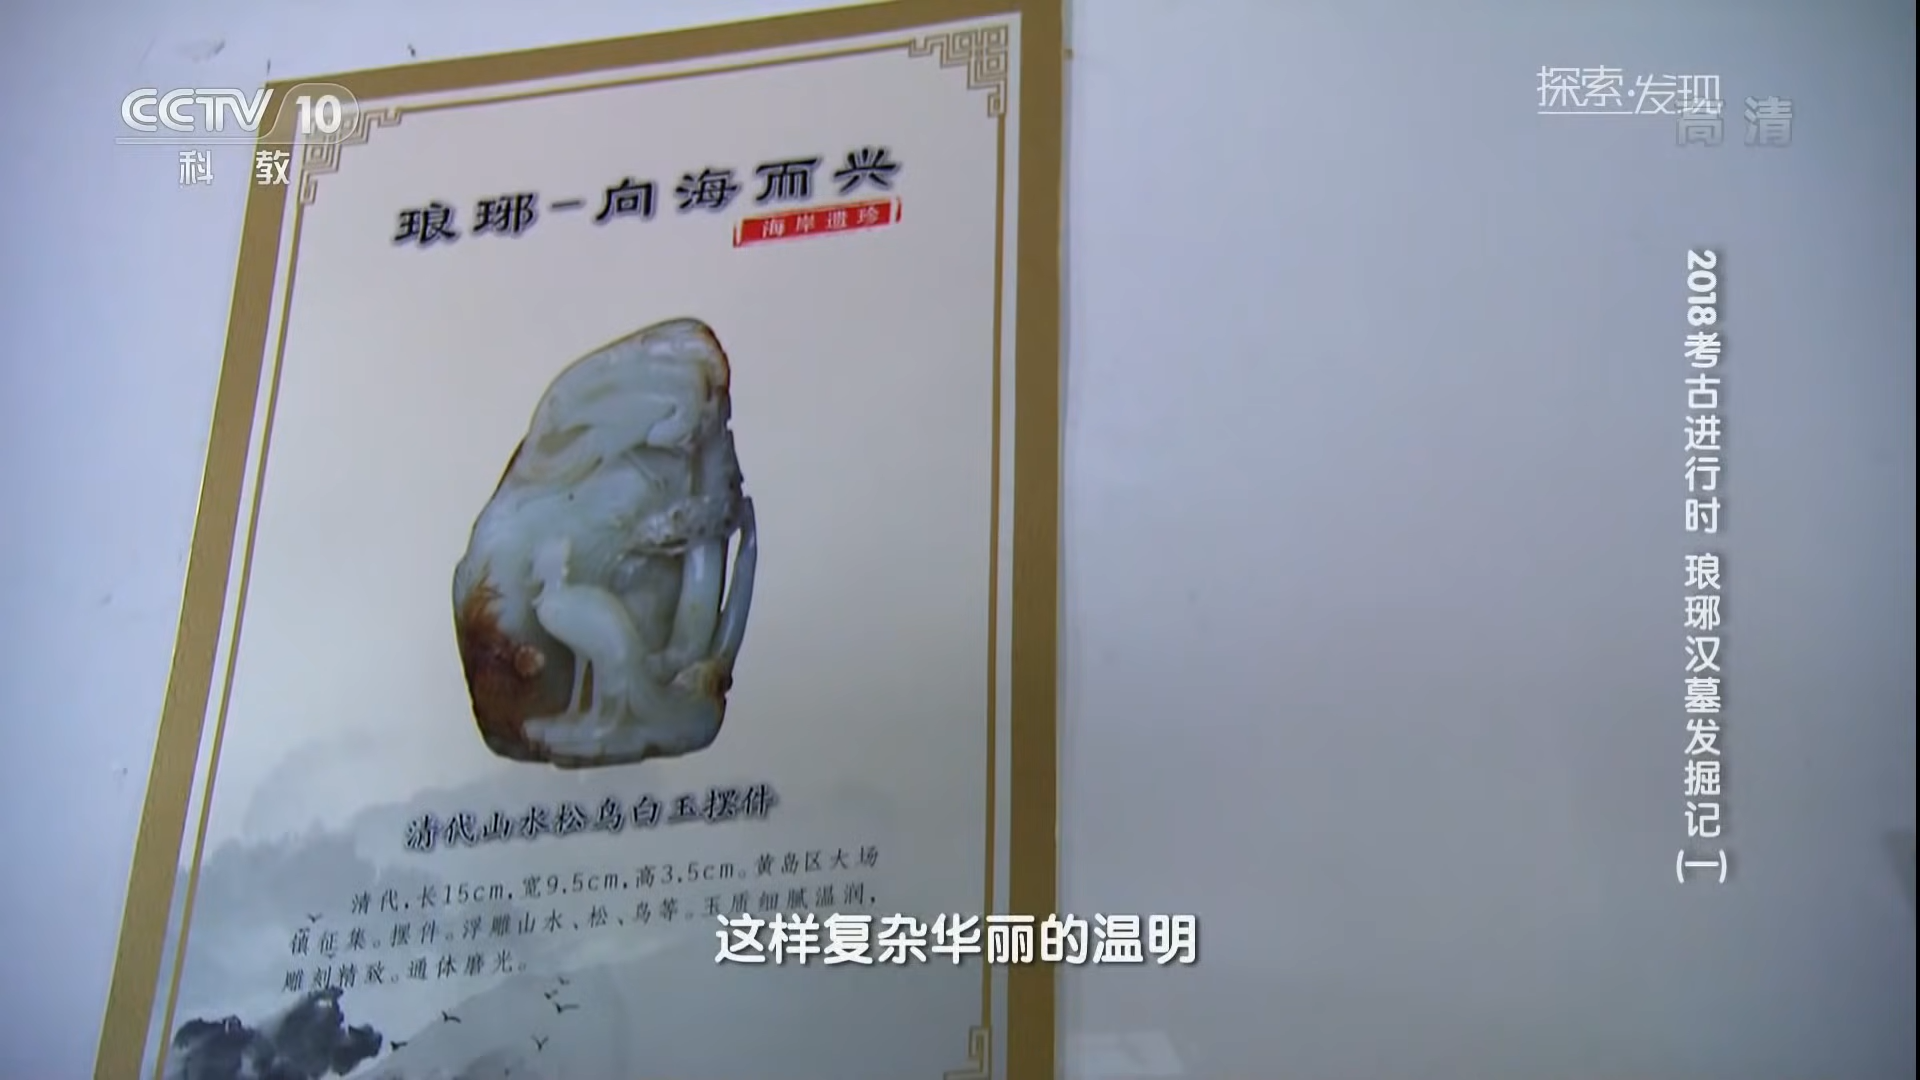 CCTV 10
科教
探索·发现
高清
琅琊-向海而兴
海岸遗珍
2018考古进行时 琅琊汉墓发掘记(一)
清代山水松鸟白玉摆件
清代,长15cm,宽9.5cm,高3.5cm。黄岛区大场
镇征集。摆件。浮雕山水、松、鸟等。玉质细腻温润,
雕刻精致。通体磨光。
这样复杂华丽的温明